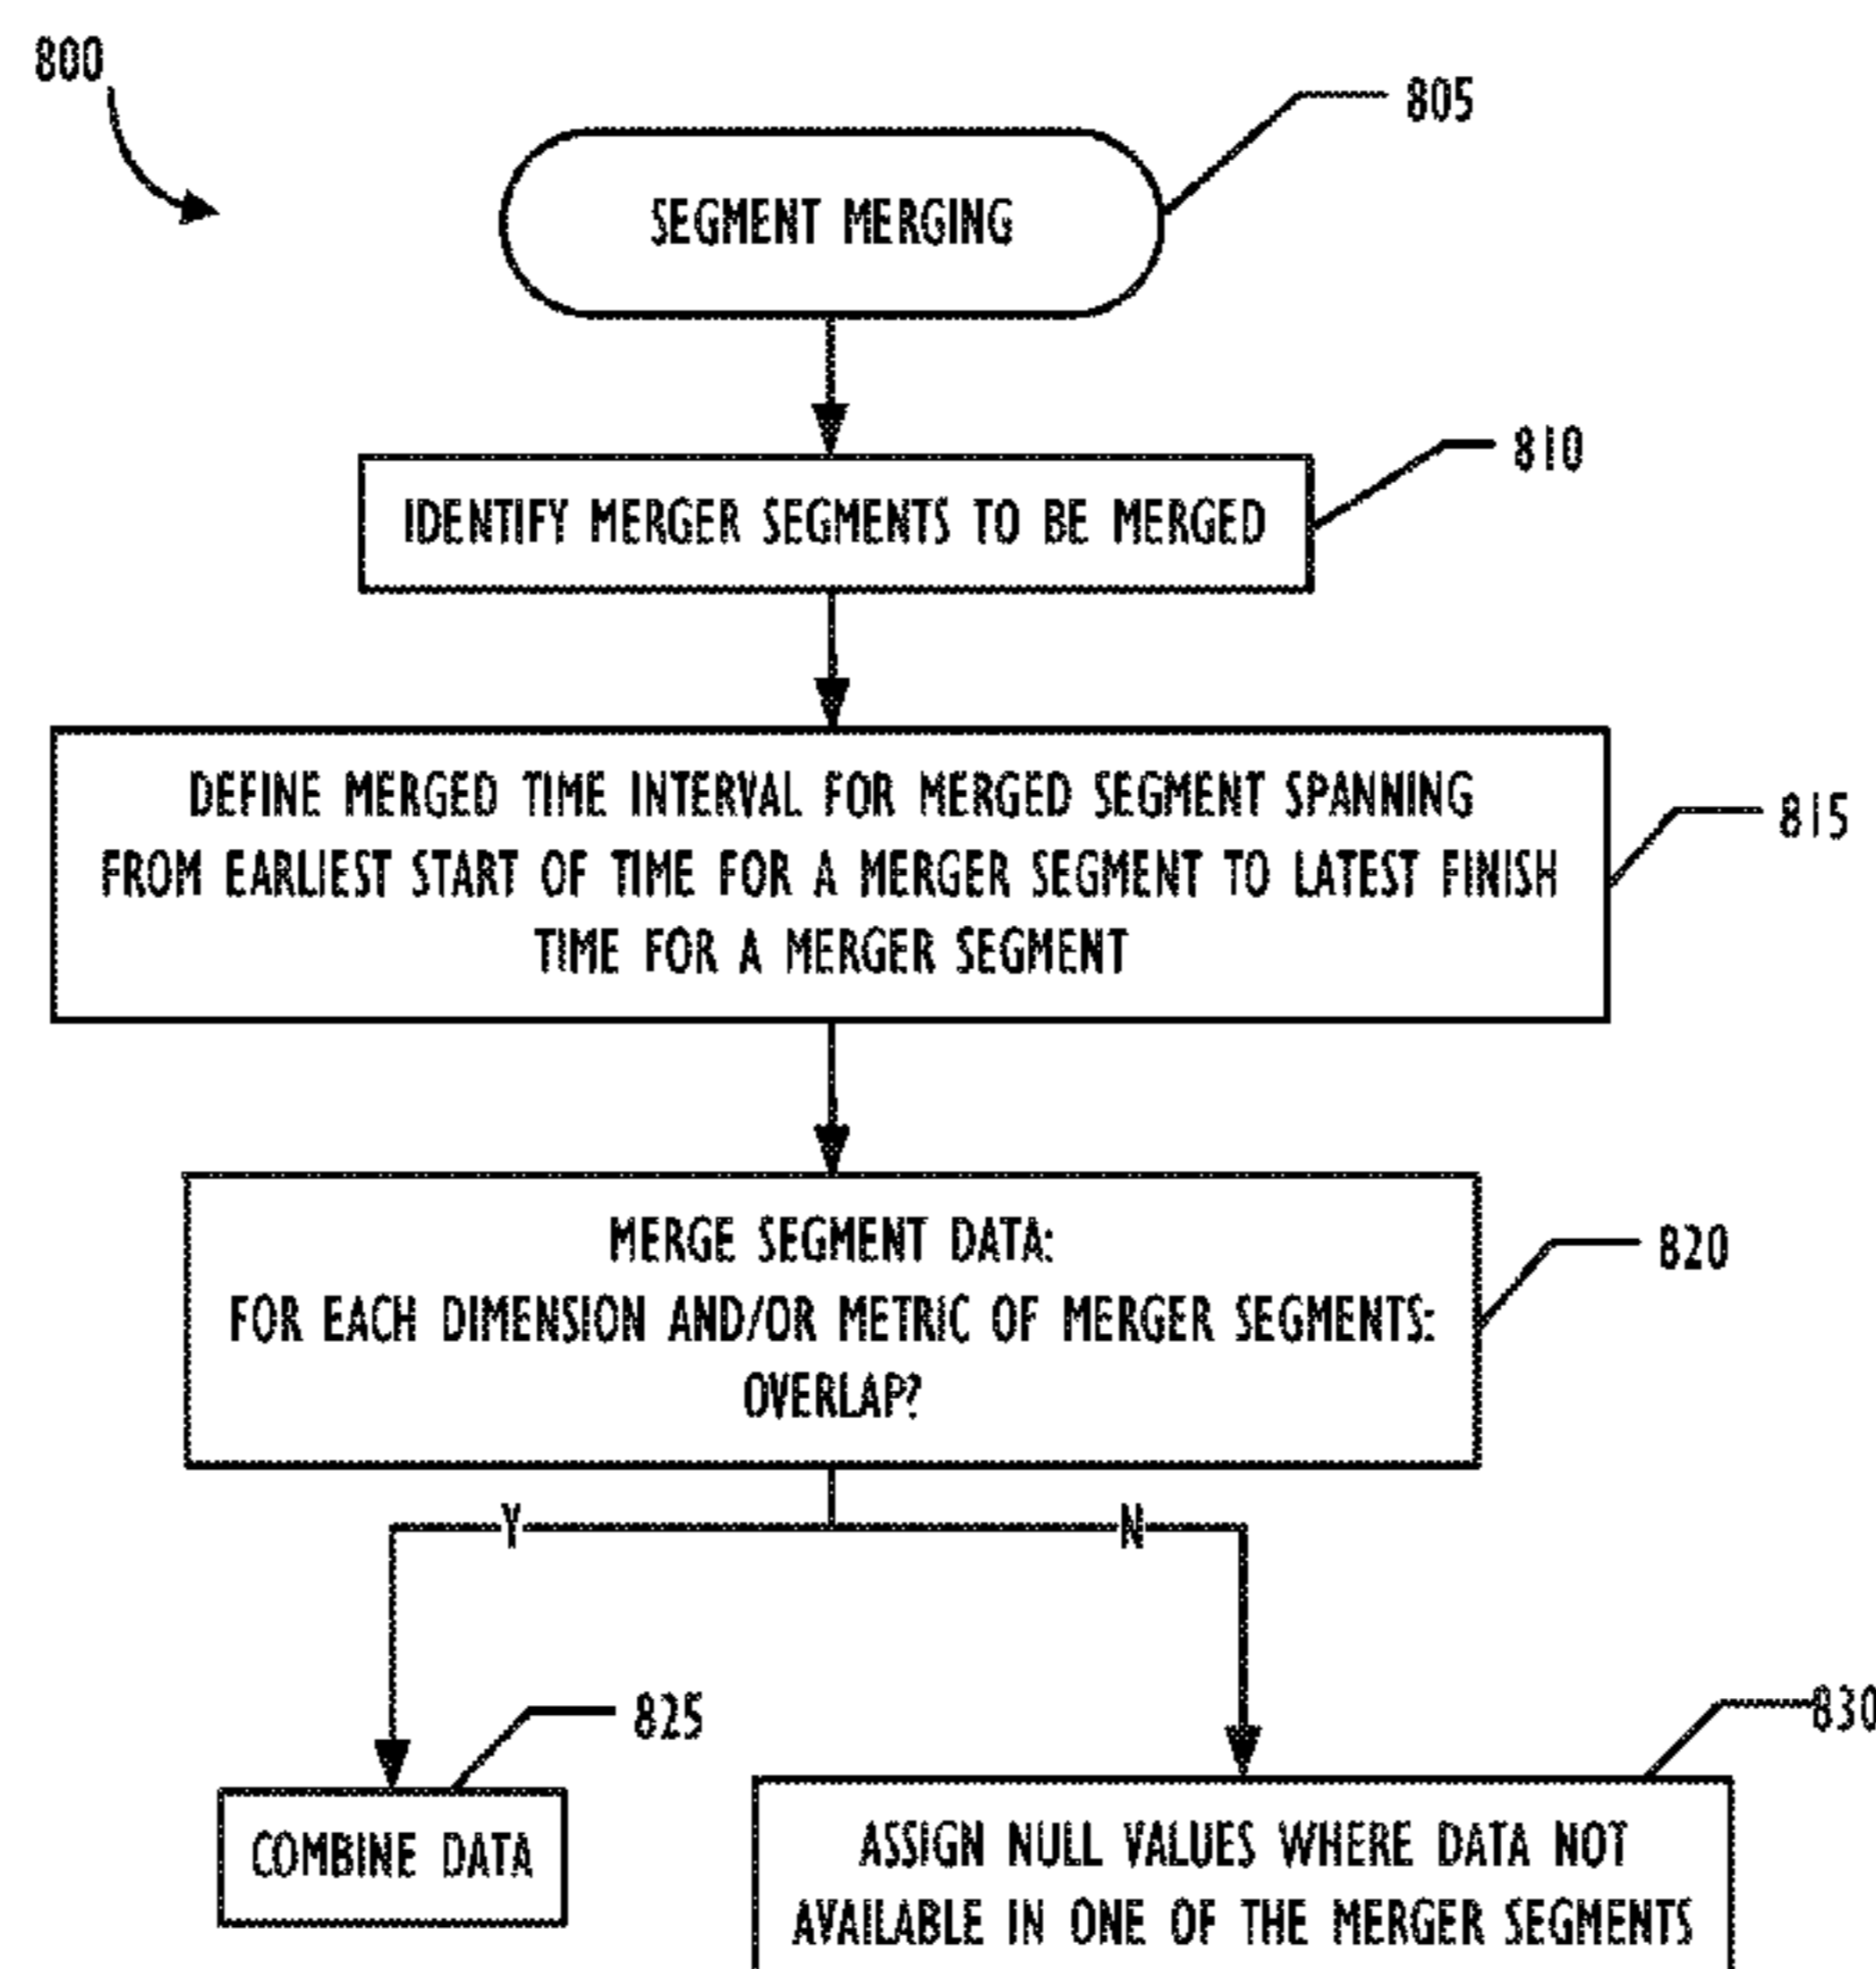 800
805
SEGMENT MERGING
810
IDENTIFY MERGER SEGMENTS TO BE MERGED
815
DEFINE MERGED TIME INTERVAL FOR MERGED SEGMENT SPANNING
FROM EARLIEST START OF TIME FOR A MERGER SEGMENT TO LATEST FINISH
TIME FOR A MERGER SEGMENT
820
MERGE SEGMENT DATA:
FOR EACH DIMENSION AND/OR METRIC OF MERGER SEGMENTS:
OVERLAP?
Y
N
825
COMBINE DATA
830
ASSIGN NULL VALUES WHERE DATA NOT
AVAILABLE IN ONE OF THE MERGER SEGMENTS